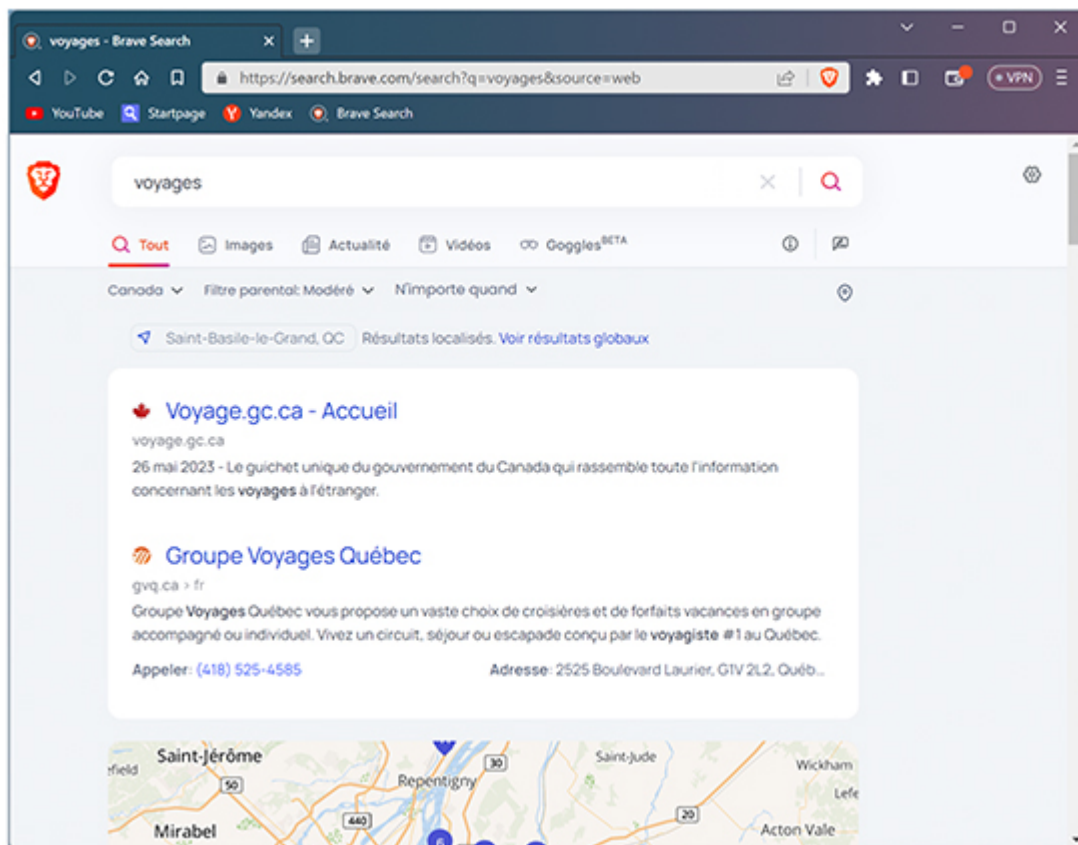 voyages - Brave Search
https://search.brave.com/search?q=voyages&source=web
VPN
YouTube Startpage Yandex Brave Search
voyages
Tout Images Actualité Vidéos Goggles BETA
Canada Filtre parental: Modéré N'importe quand
Saint-Basile-le-Grand, QC Résultats localisés. Voir résultats globaux
Voyage.gc.ca - Accueil
voyage.gc.ca
26 mai 2023 - Le guichet unique du gouvernement du Canada qui rassemble toute l'information
concernant les voyages à l'étranger.
Groupe Voyages Québec
gvq.ca › fr
Groupe Voyages Québec vous propose un vaste choix de croisières et de forfaits vacances en groupe
accompagné ou individuel. Vivez un circuit, séjour ou escapade conçu par le voyagiste #1 au Québec.
Appeler: (418) 525-4585 Adresse: 2525 Boulevard Laurier, G1V 2L2, Québ...
Saint-Jérôme 30 Saint-Jude Wickham
efield 50 Repentigny Lefe
440 20
Mirabel 6 Acton Vale